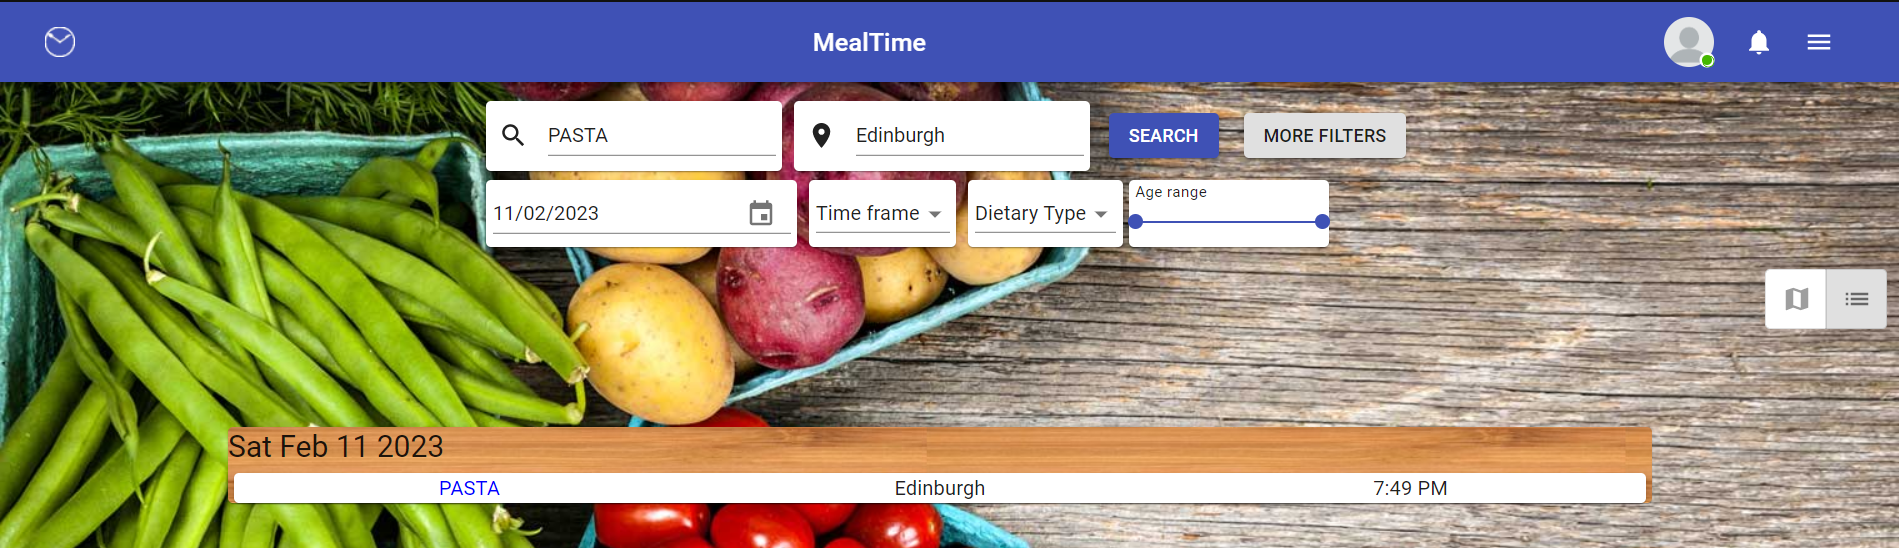 MealTime
PASTA
Edinburgh
SEARCH
MORE FILTERS
11/02/2023
Time frame
Dietary Type
Age range
Sat Feb 11 2023
PASTA Edinburgh 7:49 PM